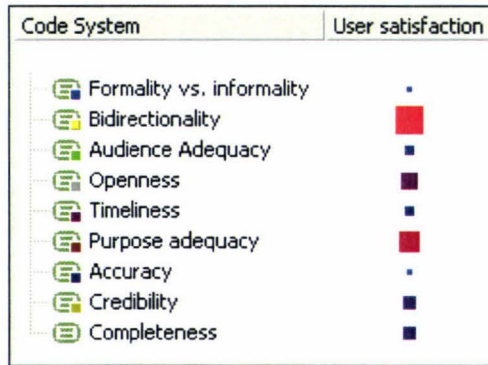 Code System User satisfaction
Formality vs. informality
Bidirectionality
Audience Adequacy
Openness
Timeliness
Purpose adequacy
Accuracy
Credibility
Completeness